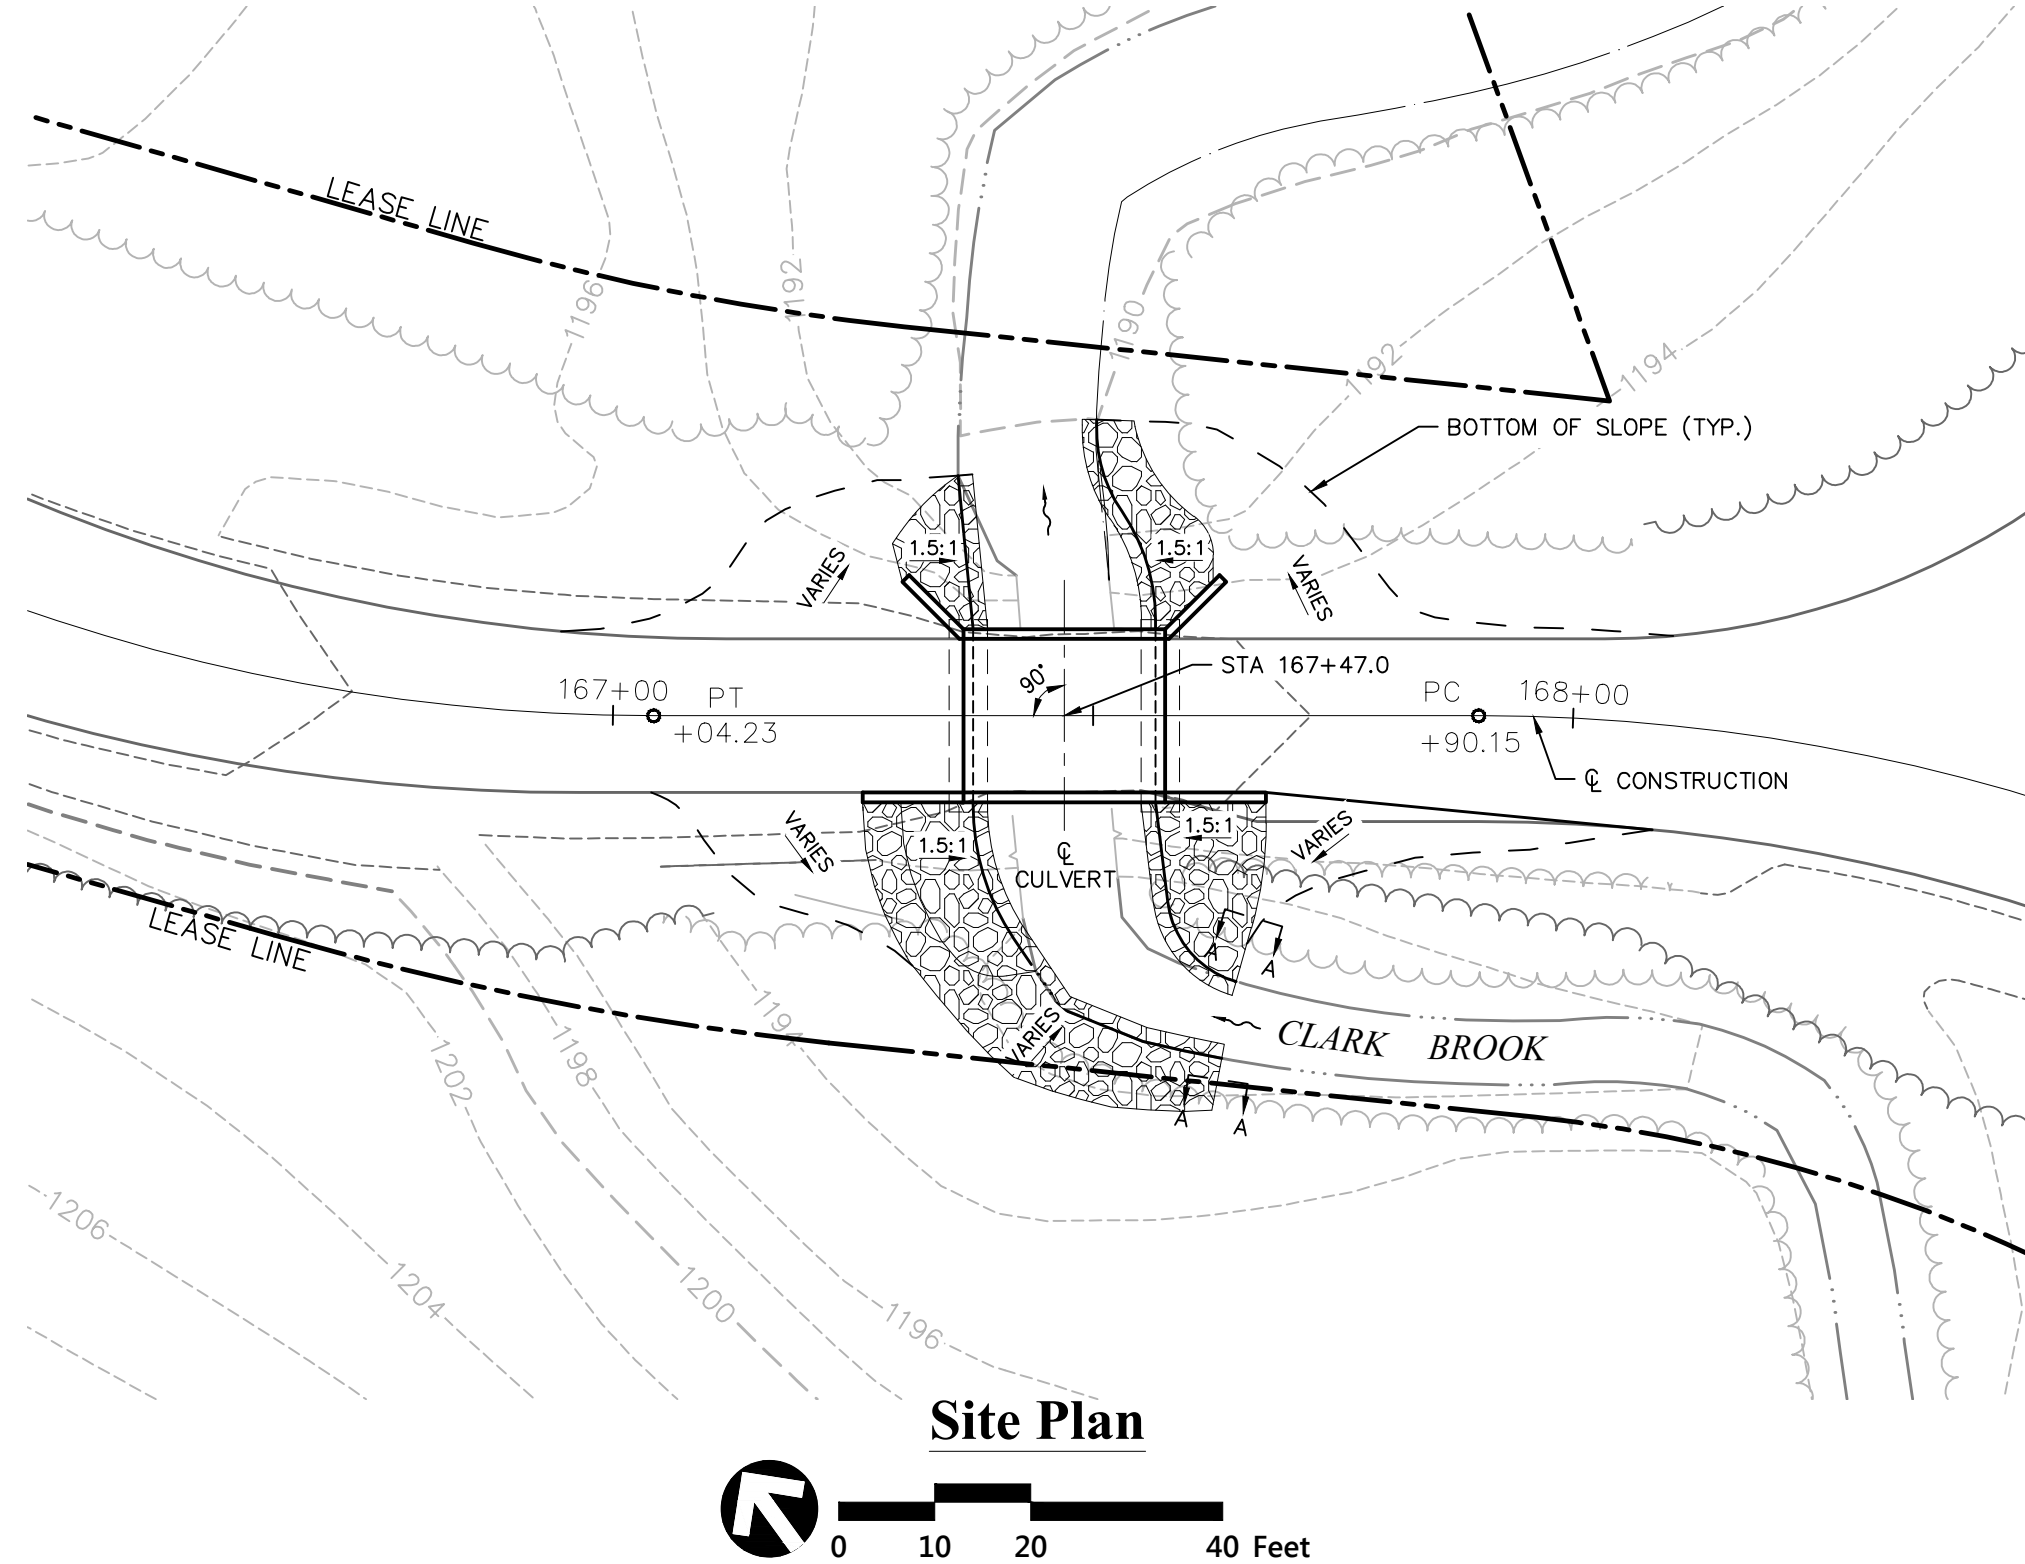 LEASE LINE
1196
1192
1190
1192
1194
BOTTOM OF SLOPE (TYP.)
1.5:1
1.5:1
VARIES
VARIES
STA 167+47.0
90°
167+00
PT
+04.23
PC
168+00
+90.15
℄ CONSTRUCTION
VARIES
1.5:1
1.5:1
VARIES
℄
CULVERT
LEASE LINE
A
A
1194
VARIES
CLARK BROOK
1202
1198
A
A
1206
1204
1200
1196
Site Plan
0 10 20 40 Feet